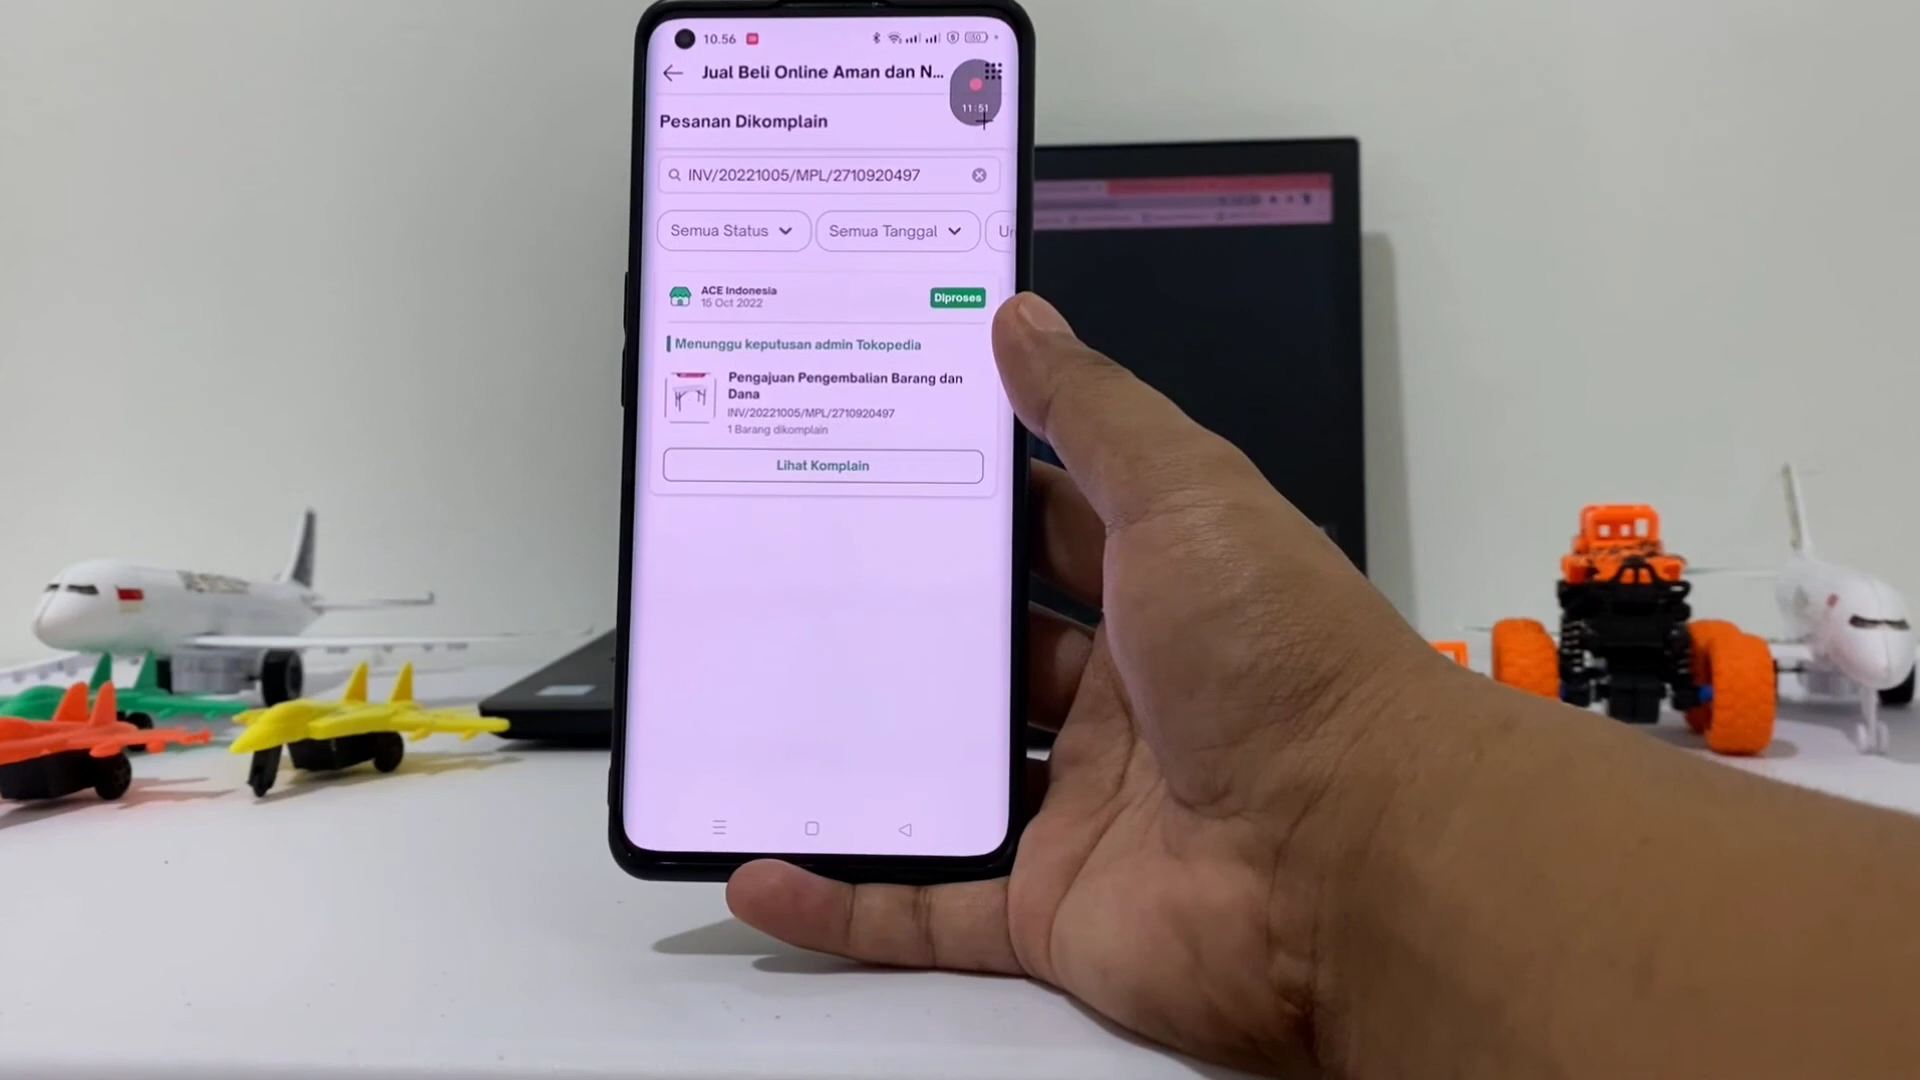 10.56
Jual Beli Online Aman dan N...
11:51
Pesanan Dikomplain
INV/20221005/MPL/2710920497
Semua Status
Semua Tanggal
Ur
ACE Indonesia
15 Oct 2022
Diproses
Menunggu keputusan admin Tokopedia
Pengajuan Pengembalian Barang dan
Dana
INV/20221005/MPL/2710920497
1 Barang dikomplain
Lihat Komplain